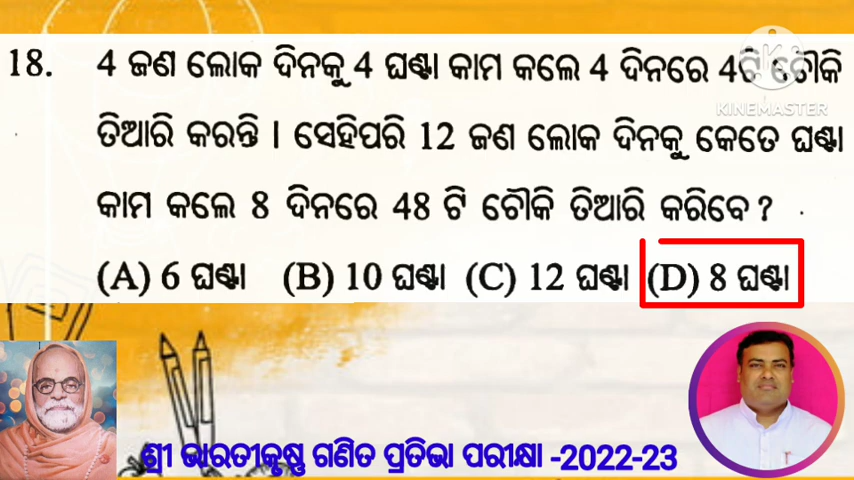 18. 4 ଜଣ ଲୋକ ଦିନକୁ 4 ଘଣ୍ଟା କାମ କଲେ 4 ଦିନରେ 4ଟି ଚୌକି
KINEMASTER
ତିଆରି କରନ୍ତି । ସେହିପରି 12 ଜଣ ଲୋକ ଦିନକୁ କେତେ ଘଣ୍ଟା
କାମ କଲେ 8 ଦିନରେ 48 ଟି ଚୌକି ତିଆରି କରିବେ ?
(A) 6 ଘଣ୍ଟା (B) 10 ଘଣ୍ଟା (C) 12 ଘଣ୍ଟା (D) 8 ଘଣ୍ଟା
ଶ୍ରୀ ଭାରତୀକୃଷ୍ଣ ଗଣିତ ପ୍ରତିଭା ପରୀକ୍ଷା -2022-23